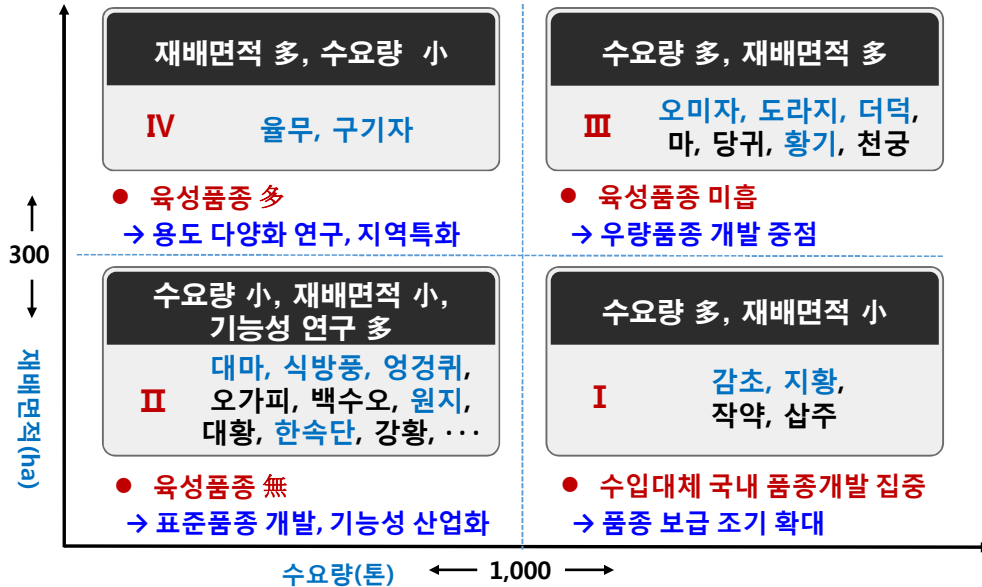 재배면적 多, 수요량 小
Ⅳ
율무, 구기자
● 육성품종 多
→ 용도 다양화 연구, 지역특화
수요량 多, 재배면적 多
Ⅲ
오미자, 도라지, 더덕,
마, 당귀, 황기, 천궁
● 육성품종 미흡
→ 우량품종 개발 중점
← 300 →
재배면적(ha)
수요량 小, 재배면적 小,
기능성 연구 多
Ⅱ
대마, 식방풍, 엉겅퀴,
오가피, 백수오, 원지,
대황, 한속단, 강황, ···
● 육성품종 無
→ 표준품종 개발, 기능성 산업화
수요량 多, 재배면적 小
Ⅰ
감초, 지황,
작약, 삽주
● 수입대체 국내 품종개발 집중
→ 품종 보급 조기 확대
수요량(톤) ← 1,000 →